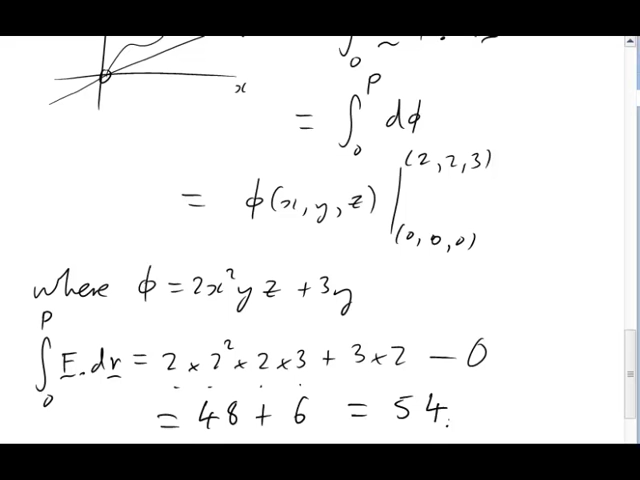 x
= ∫₀ᴾ dϕ
= ϕ(x, y, z) |
(2, 2, 3)
(0, 0, 0)
where ϕ = 2x²yz + 3y
∫₀ᴾ F . dr = 2 × 2² × 2 × 3 + 3 × 2 − 0
= 48 + 6 = 54.